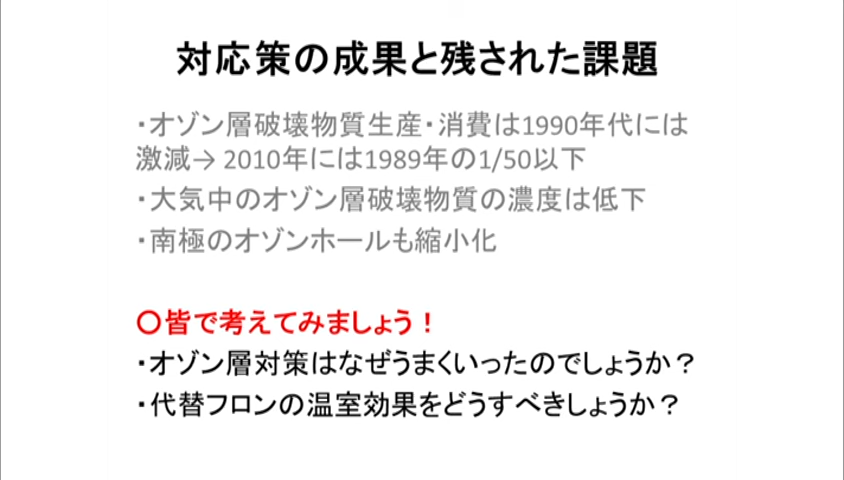 対応策の成果と残された課題
・オゾン層破壊物質生産・消費は1990年代には
激減→ 2010年には1989年の1/50以下
・大気中のオゾン層破壊物質の濃度は低下
・南極のオゾンホールも縮小化
〇皆で考えてみましょう！
・オゾン層対策はなぜうまくいったのでしょうか？
・代替フロンの温室効果をどうすべきしょうか？